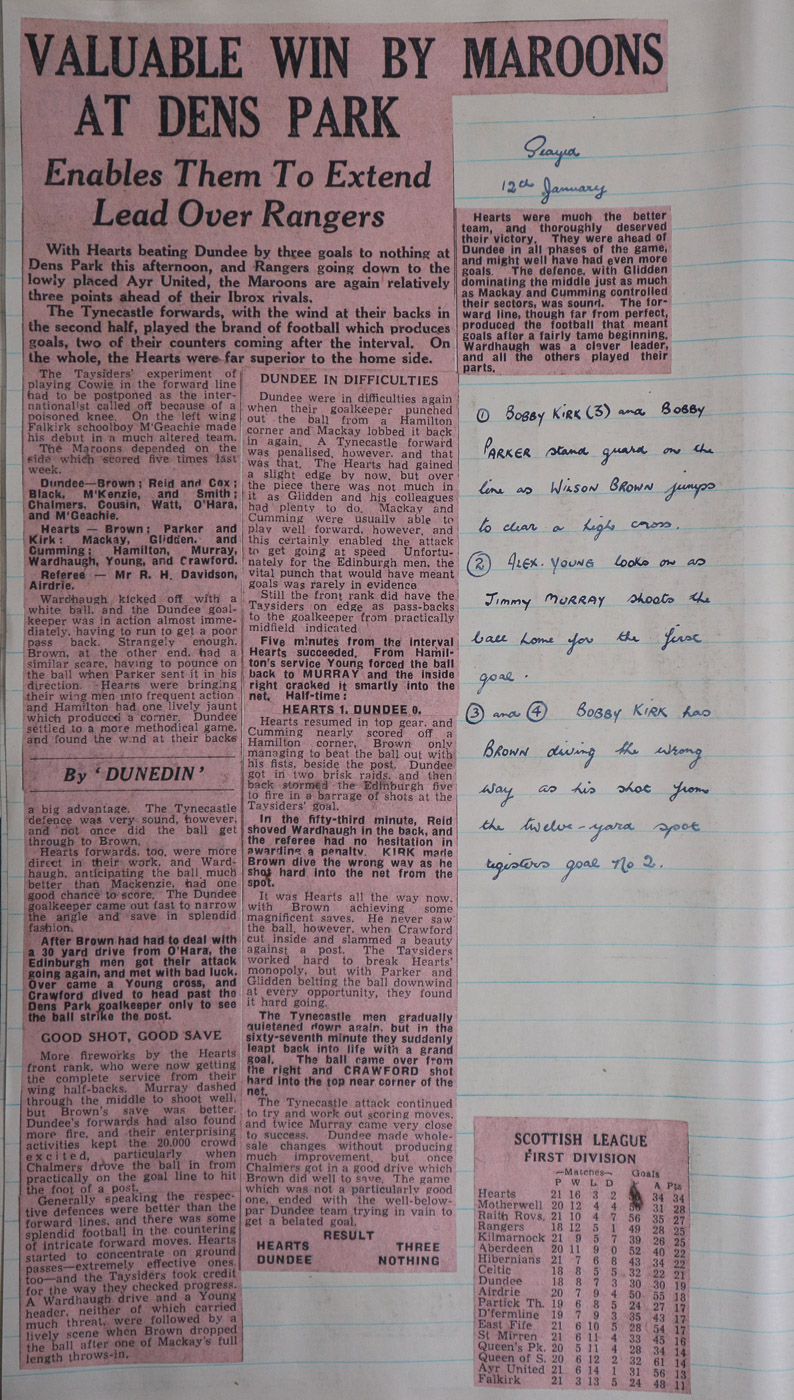 VALUABLE WIN BY MAROONS
AT DENS PARK
Enables Them To Extend
Lead Over Rangers
With Hearts beating Dundee by three goals to nothing at
Dens Park this afternoon, and Rangers going down to the
lowly placed Ayr United, the Maroons are again relatively
three points ahead of their Ibrox rivals.
The Tynecastle forwards, with the wind at their backs in
the second half, played the brand of football which produces
goals, two of their counters coming after the interval. On
the whole, the Hearts were far superior to the home side.
The Taysiders' experiment of
playing Cowie in the forward line
had to be postponed as the inter-
nationalist called off because of a
poisoned knee. On the left wing
Falkirk schoolboy M'Geachie made
his debut in a much altered team.
The Maroons depended on the
side which scored five times last
week.
Dundee—Brown; Reid and Cox;
Black, M'Kenzie, and Smith;
Chalmers, Cousin, Watt, O'Hara,
and M'Geachie.
Hearts — Brown; Parker and
Kirk; Mackay, Glidden, and
Cumming; Hamilton, Murray,
Wardhaugh, Young, and Crawford.
Referee — Mr R. H. Davidson,
Airdrie.
Wardhaugh kicked off with a
white ball, and the Dundee goal-
keeper was in action almost imme-
diately, having to run to get a poor
pass back. Strangely enough,
Brown, at the other end, had a
similar scare, having to pounce on
the ball when Parker sent it in his
direction. Hearts were bringing
their wing men into frequent action
and Hamilton had one lively jaunt
which produced a corner. Dundee
settled to a more methodical game,
and found the wind at their backs
By 'DUNEDIN'
a big advantage. The Tynecastle
defence was very sound, however,
and not once did the ball get
through to Brown.
Hearts forwards, too, were more
direct in their work, and Ward-
haugh, anticipating the ball much
better than Mackenzie, had one
good chance to score. The Dundee
goalkeeper came out fast to narrow
the angle and save in splendid
fashion.
After Brown had had to deal with
a 30 yard drive from O'Hara, the
Edinburgh men got their attack
going again, and met with bad luck.
Over came a Young cross, and
Crawford dived to head past the
Dens Park goalkeeper only to see
the ball strike the post.
GOOD SHOT, GOOD SAVE
More fireworks by the Hearts
front rank, who were now getting
the complete service from their
wing half-backs. Murray dashed
through the middle to shoot well,
but Brown's save was better.
Dundee's forwards had also found
more fire, and their enterprising
activities kept the 20,000 crowd
excited, particularly when
Chalmers drove the ball in from
practically on the goal line to hit
the foot of a post.
Generally speaking the respec-
tive defences were better than the
forward lines, and there was some
splendid football in the countering
of intricate forward moves. Hearts
started to concentrate on ground
passes—extremely effective ones,
too—and the Taysiders took credit
for the way they checked progress.
A Wardhaugh drive and a Young
header, neither of which carried
much threat, were followed by a
lively scene when Brown dropped
the ball after one of Mackay's full
length throws-in.
DUNDEE IN DIFFICULTIES
Dundee were in difficulties again
when their goalkeeper punched
out the ball from a Hamilton
corner and Mackay lobbed it back
in again. A Tynecastle forward
was penalised, however, and that
was that. The Hearts had gained
a slight edge by now, but over
the piece there was not much in
it as Glidden and his colleagues
had plenty to do. Mackay and
Cumming were usually able to
play well forward, however, and
this certainly enabled the attack
to get going at speed Unfortu-
nately for the Edinburgh men, the
vital punch that would have meant
goals was rarely in evidence
Still the front rank did have the
Taysiders on edge as pass-backs
to the goalkeeper from practically
midfield indicated
Five minutes from the interval
Hearts succeeded. From Hamil-
ton's service Young forced the ball
back to MURRAY and the inside
right cracked it smartly into the
net. Half-time:
HEARTS 1, DUNDEE 0.
Hearts resumed in top gear, and
Cumming nearly scored off a
Hamilton corner, Brown only
managing to beat the ball out with
his fists, beside the post. Dundee
got in two brisk raids, and then
back stormed the Edinburgh five
to fire in a barrage of shots at the
Taysiders' goal.
In the fifty-third minute, Reid
shoved Wardhaugh in the back, and
the referee had no hesitation in
awarding a penalty. KIRK made
Brown dive the wrong way as he
shot hard into the net from the
spot.
It was Hearts all the way now,
with Brown achieving some
magnificent saves. He never saw
the ball, however, when Crawford
cut inside and slammed a beauty
against a post. The Taysiders
worked hard to break Hearts'
monopoly, but with Parker and
Glidden belting the ball downwind
at every opportunity, they found
it hard going.
The Tynecastle men gradually
quietened down again, but in the
sixty-seventh minute they suddenly
leapt back into life with a grand
goal. The ball came over from
the right and CRAWFORD shot
hard into the top near corner of the
net.
The Tynecastle attack continued
to try and work out scoring moves,
and twice Murray came very close
to success. Dundee made whole-
sale changes without producing
much improvement, but once
Chalmers got in a good drive which
Brown did well to save. The game
which was not a particularly good
one, ended with the well-below-
par Dundee team trying in vain to
get a belated goal.
RESULT
HEARTS THREE
DUNDEE NOTHING
Played
12th January
Hearts were much the better
team, and thoroughly deserved
their victory. They were ahead of
Dundee in all phases of the game,
and might well have had even more
goals. The defence, with Glidden
dominating the middle just as much
as Mackay and Cumming controlled
their sectors, was sound. The for-
ward line, though far from perfect,
produced the football that meant
goals after a fairly tame beginning.
Wardhaugh was a clever leader,
and all the others played their
parts.
① BOBBY KIRK (3) and BOBBY
PARKER stand guard on the
line as WILSON BROWN jumps
to clear a high cross.
② ALEX. YOUNG looks on as
JIMMY MURRAY shoots the
ball home for the first
goal.
③ and ④ BOBBY KIRK has
BROWN diving the wrong
way as his shot from
the twelve-yard spot
registers goal No 2.
SCOTTISH LEAGUE
FIRST DIVISION
—Matches— Goals
P W L D A Pts
Hearts 21 16 3 2 34 34
Motherwell 20 12 4 4 31 28
Raith Rovs. 21 10 4 7 56 35 27
Rangers 18 12 5 1 49 28 25
Kilmarnock 21 9 5 7 39 26 25
Aberdeen 20 11 9 0 52 40 22
Hibernians 21 7 6 8 43 34 22
Celtic 18 8 5 5 32 22 21
Dundee 18 8 7 3 30 30 19
Airdrie 20 7 9 4 50 55 18
Partick Th. 19 6 8 5 24 27 17
D'fermline 19 7 9 3 35 43 17
East Fife 21 6 10 5 28 54 17
St Mirren 21 6 11 4 33 45 16
Queen's Pk. 20 5 11 4 28 34 14
Queen of S. 20 6 12 2 32 61 14
Ayr United 21 6 14 1 31 56 13
Falkirk 21 3 13 5 24 48 11